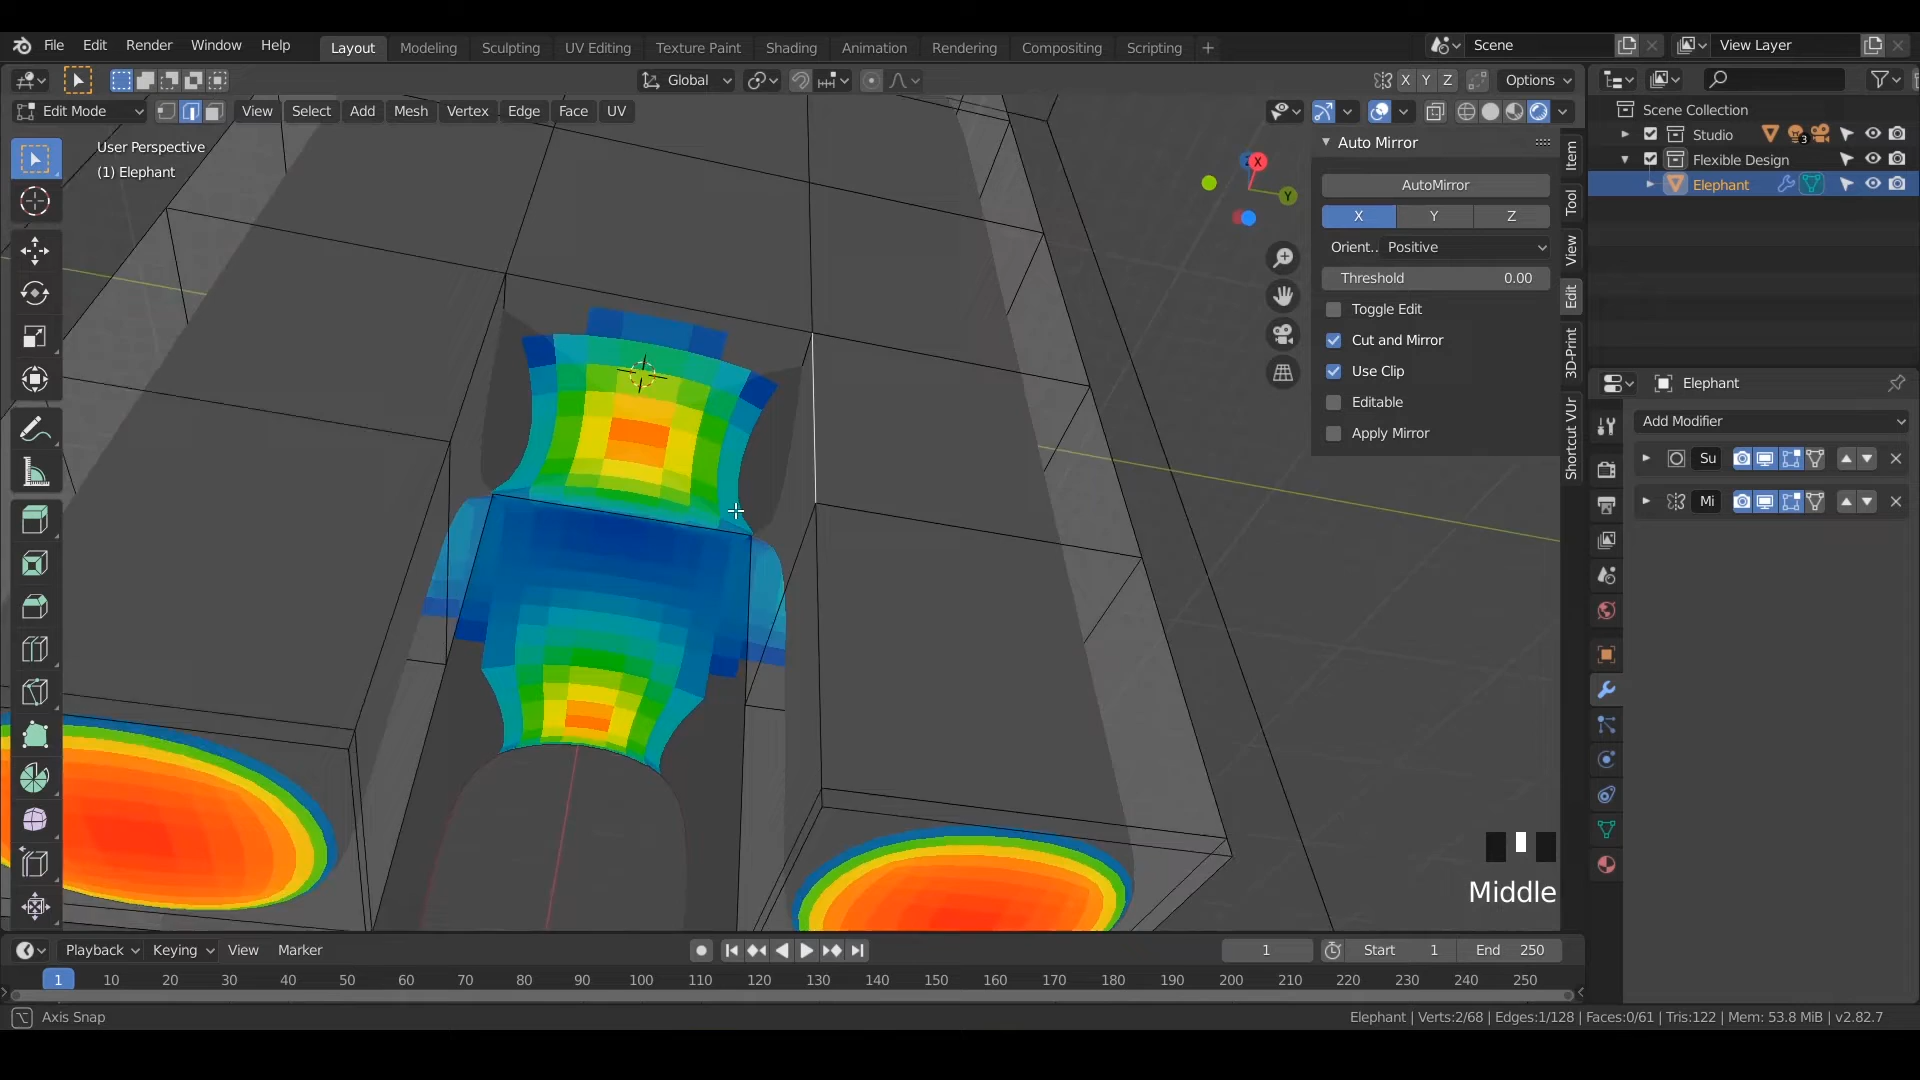 File Edit Render Window Help Layout Modeling Sculpting UV Editing Texture Paint Shading Animation Rendering Compositing Scripting + Scene View Layer
Global X Y Z Options
Edit Mode View Select Add Mesh Vertex Edge Face UV
User Perspective
(1) Elephant
X
Y
Auto Mirror
AutoMirror
X Y Z
Orient.. Positive
Threshold 0.00
Toggle Edit
Cut and Mirror
Use Clip
Editable
Apply Mirror
Item
Tool
View
Edit
3D-Print
Shortcut VUr
Scene Collection
Studio 3
Flexible Design
Elephant
Elephant
Add Modifier
Su
Mi
Middle
Playback Keying View Marker 1 Start 1 End 250
1 10 20 30 40 50 60 70 80 90 100 110 120 130 140 150 160 170 180 190 200 210 220 230 240 250
Axis Snap Elephant | Verts:2/68 | Edges:1/128 | Faces:0/61 | Tris:122 | Mem: 53.8 MiB | v2.82.7